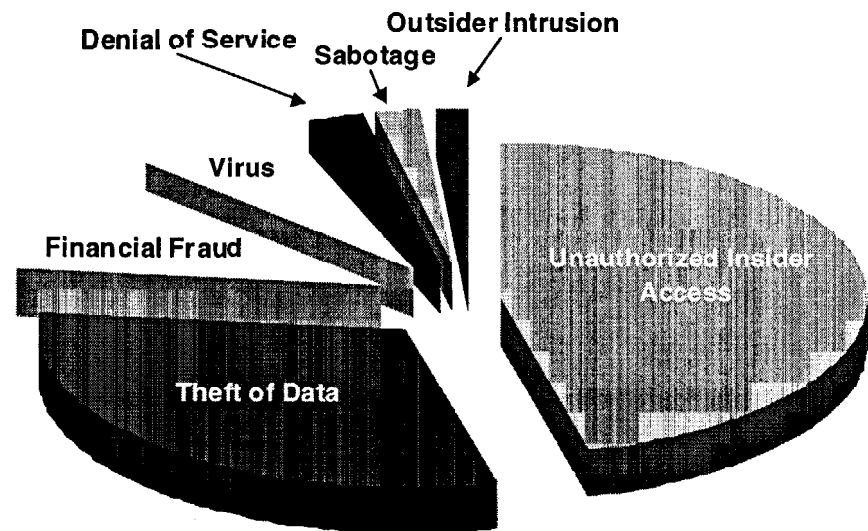 Outsider Intrusion
Denial of Service
Sabotage
Virus
Financial Fraud
Unauthorized Insider
Access
Theft of Data